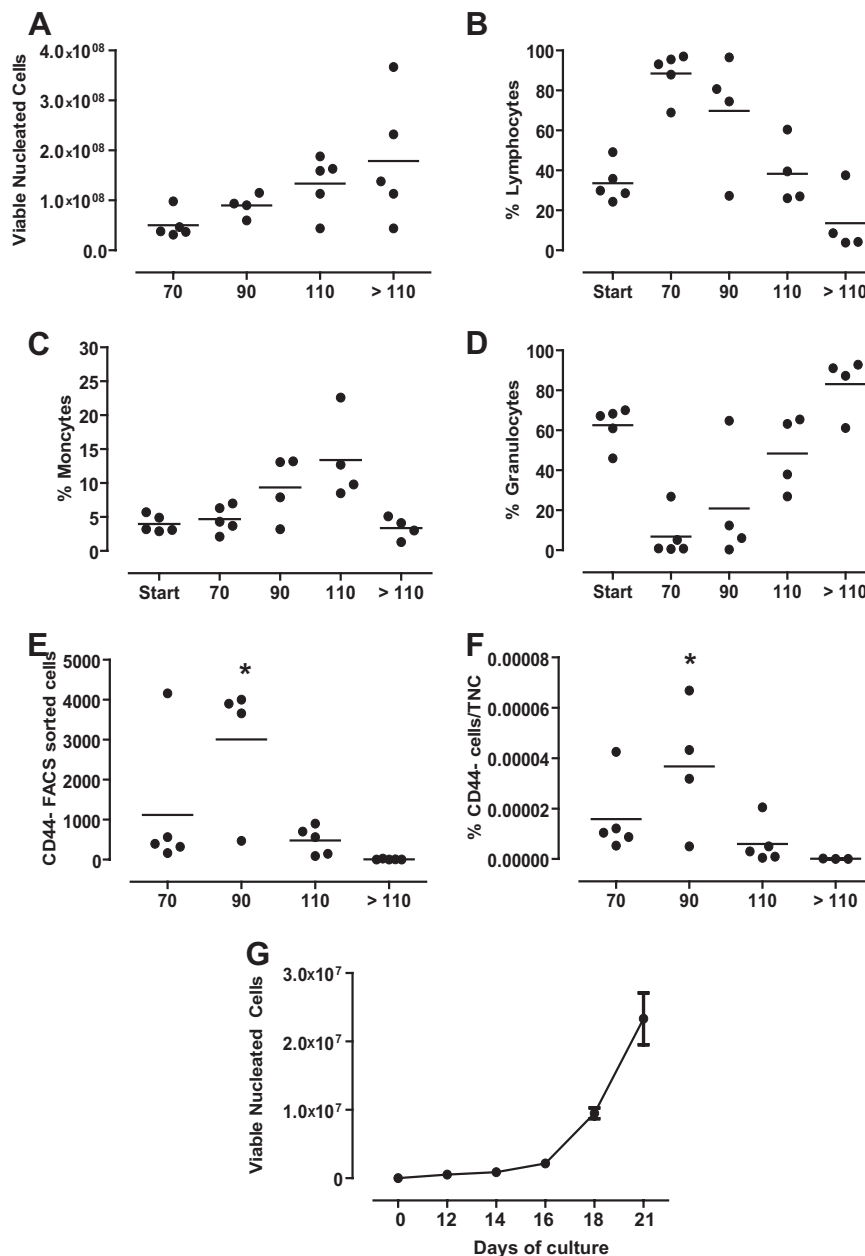 A
Viable Nucleated Cells
4.0x10^08
3.0x10^08
2.0x10^08
1.0x10^08
0.0
70 90 110 > 110
B
% Lymphocytes
100
80
60
40
20
0
Start 70 90 110 > 110
C
% Moncytes
30
25
20
15
10
5
0
Start 70 90 110 > 110
D
% Granulocytes
100
80
60
40
20
0
Start 70 90 110 > 110
E
CD44- FACS sorted cells
5000
4000
3000
2000
1000
0
*
70 90 110 > 110
F
% CD44- cells/TNC
0.00008
0.00006
0.00004
0.00002
0.00000
*
70 90 110 > 110
G
Viable Nucleated Cells
3.0x10^7
2.0x10^7
1.0x10^7
0
0 12 14 16 18 21
Days of culture